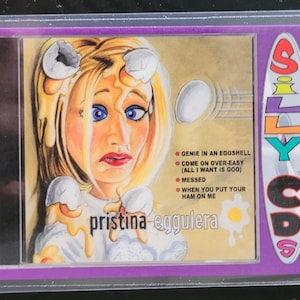 GENIE IN AN EGGSHELL
COME ON OVER-EASY
(ALL I WANT IS GOD)
MESSED
WHEN YOU PUT YOUR
HAM ON ME
pristina eggulera
SiLLY CDs